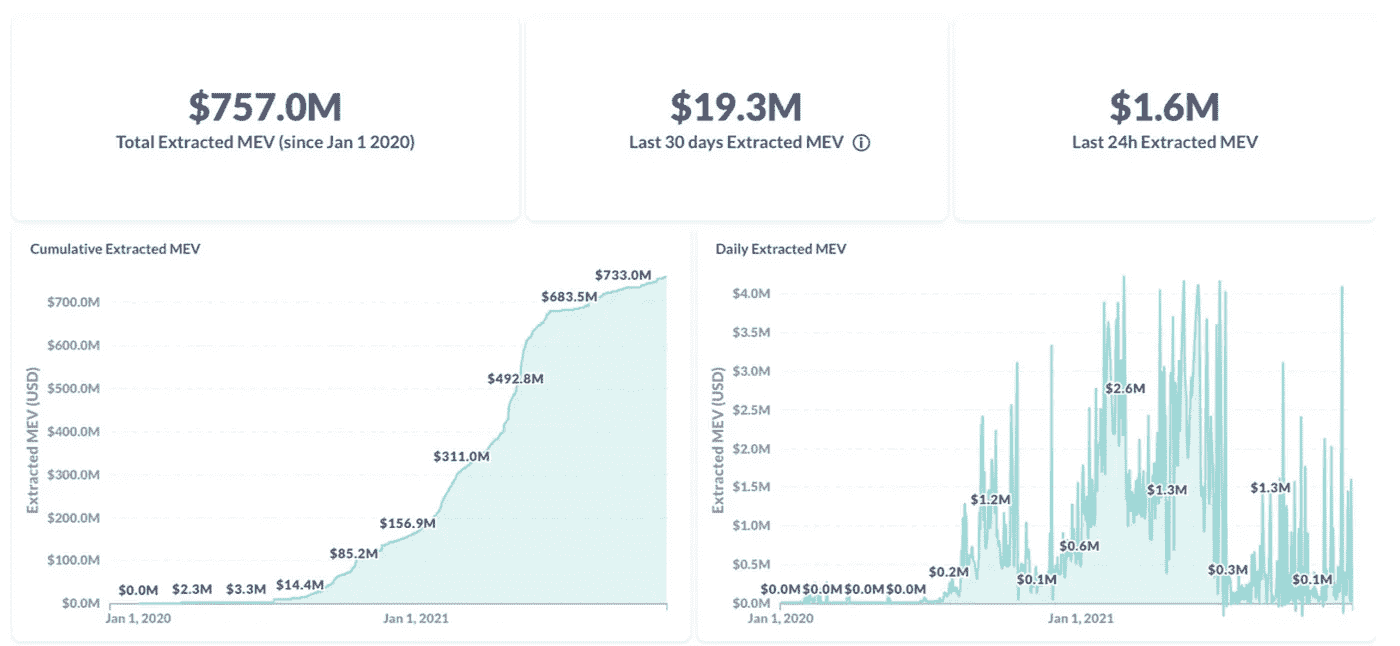 $757.0M
Total Extracted MEV (since Jan 1 2020)
$19.3M
Last 30 days Extracted MEV
$1.6M
Last 24h Extracted MEV
Cumulative Extracted MEV
Extracted MEV (USD)
$700.0M
$600.0M
$500.0M
$400.0M
$300.0M
$200.0M
$100.0M
$0.0M
$0.0M
$2.3M
$3.3M
$14.4M
$85.2M
$156.9M
$311.0M
$492.8M
$683.5M
$733.0M
Jan 1, 2020
Jan 1, 2021
Daily Extracted MEV
Extracted MEV (USD)
$4.0M
$3.5M
$3.0M
$2.5M
$2.0M
$1.5M
$1.0M
$0.5M
$0.0M
$0.0M
$0.0M
$0.0M
$0.0M
$0.2M
$1.2M
$0.1M
$0.6M
$2.6M
$1.3M
$0.3M
$1.3M
$0.1M
Jan 1, 2020
Jan 1, 2021